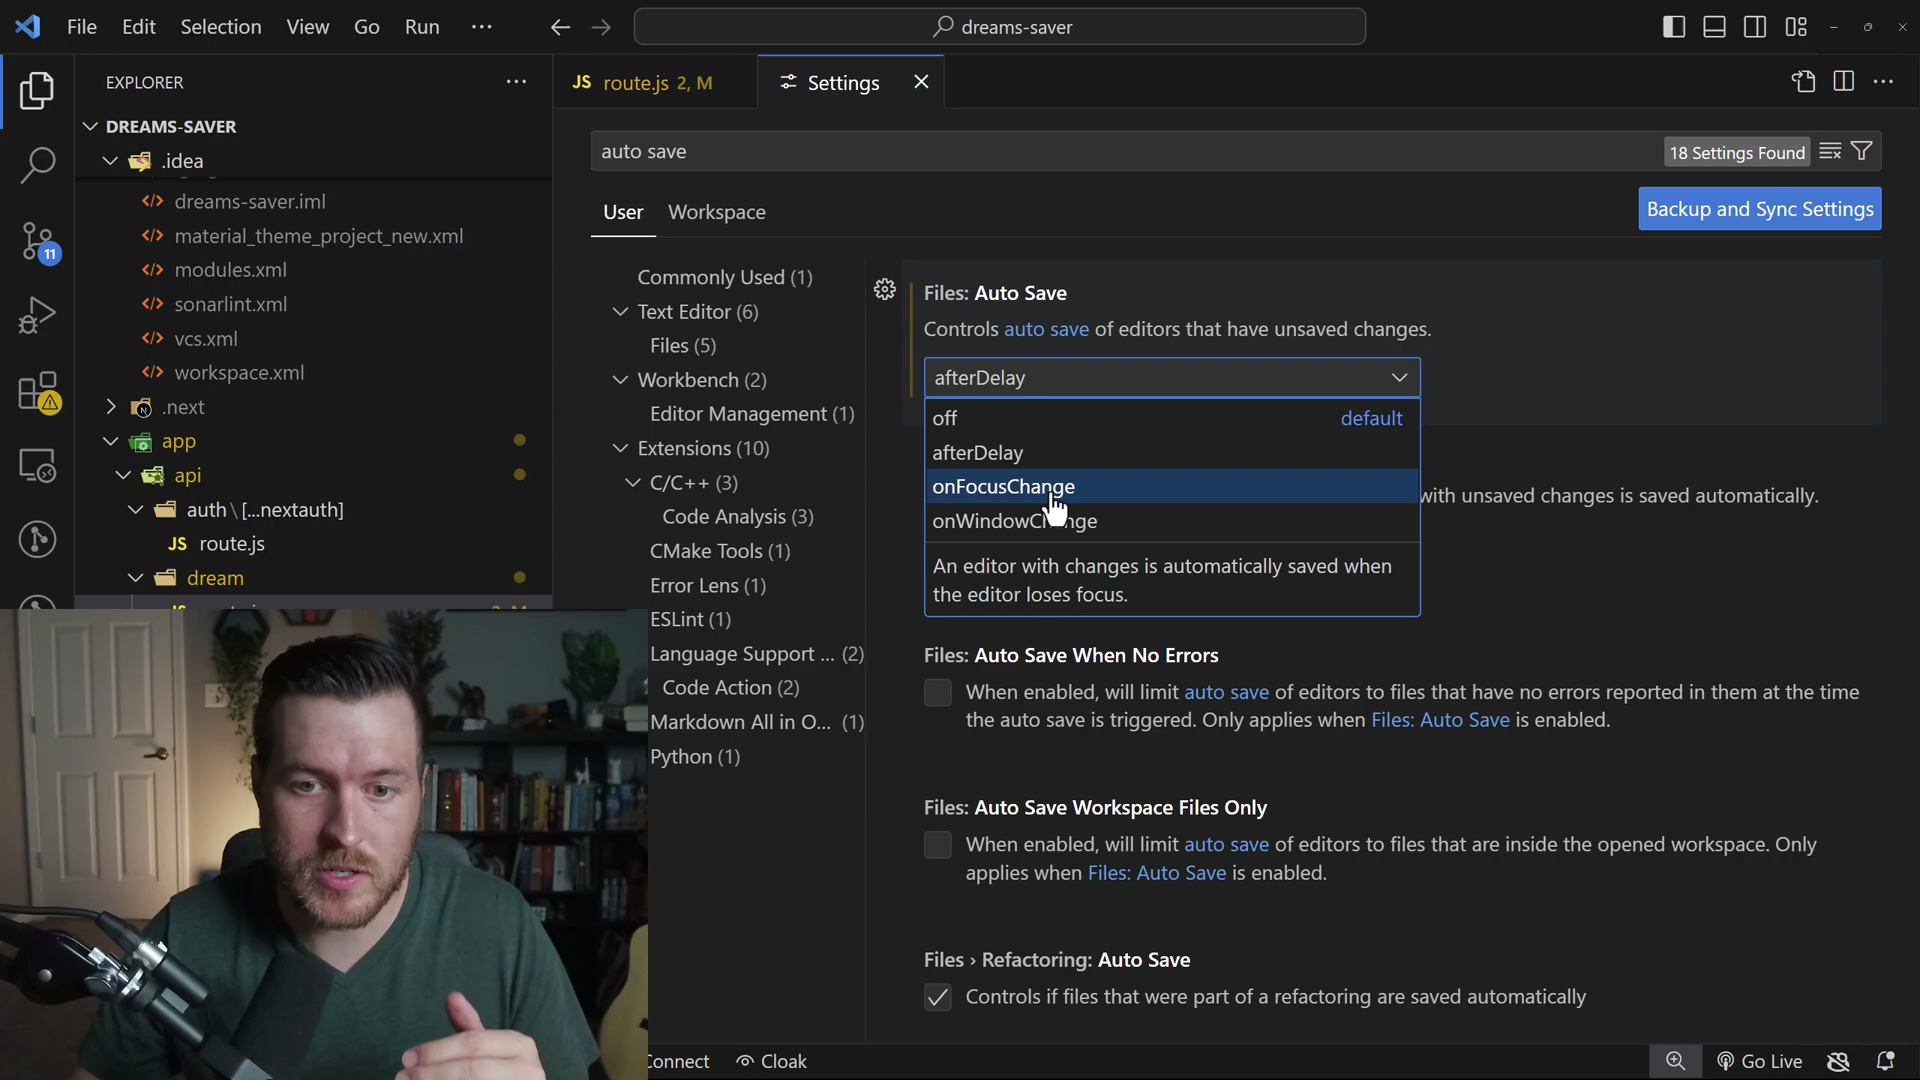 File Edit Selection View Go Run ···
dreams-saver
EXPLORER ···
DREAMS-SAVER
.idea
dreams-saver.iml
material_theme_project_new.xml
modules.xml
sonarlint.xml
vcs.xml
workspace.xml
.next
app
api
auth\[...nextauth]
JS route.js
dream
11
JS route.js 2, M
Settings
auto save
18 Settings Found
User Workspace
Backup and Sync Settings
Commonly Used (1)
Text Editor (6)
Files (5)
Workbench (2)
Editor Management (1)
Extensions (10)
C/C++ (3)
Code Analysis (3)
CMake Tools (1)
Error Lens (1)
ESLint (1)
Language Support ... (2)
Code Action (2)
Markdown All in O... (1)
Python (1)
Files: Auto Save
Controls auto save of editors that have unsaved changes.
afterDelay
off default
afterDelay
onFocusChange
with unsaved changes is saved automatically.
An editor with changes is automatically saved when
the editor loses focus.
Files: Auto Save When No Errors
When enabled, will limit auto save of editors to files that have no errors reported in them at the time
the auto save is triggered. Only applies when Files: Auto Save is enabled.
Files: Auto Save Workspace Files Only
When enabled, will limit auto save of editors to files that are inside the opened workspace. Only
applies when Files: Auto Save is enabled.
Files › Refactoring: Auto Save
Controls if files that were part of a refactoring are saved automatically
Cloak
Go Live